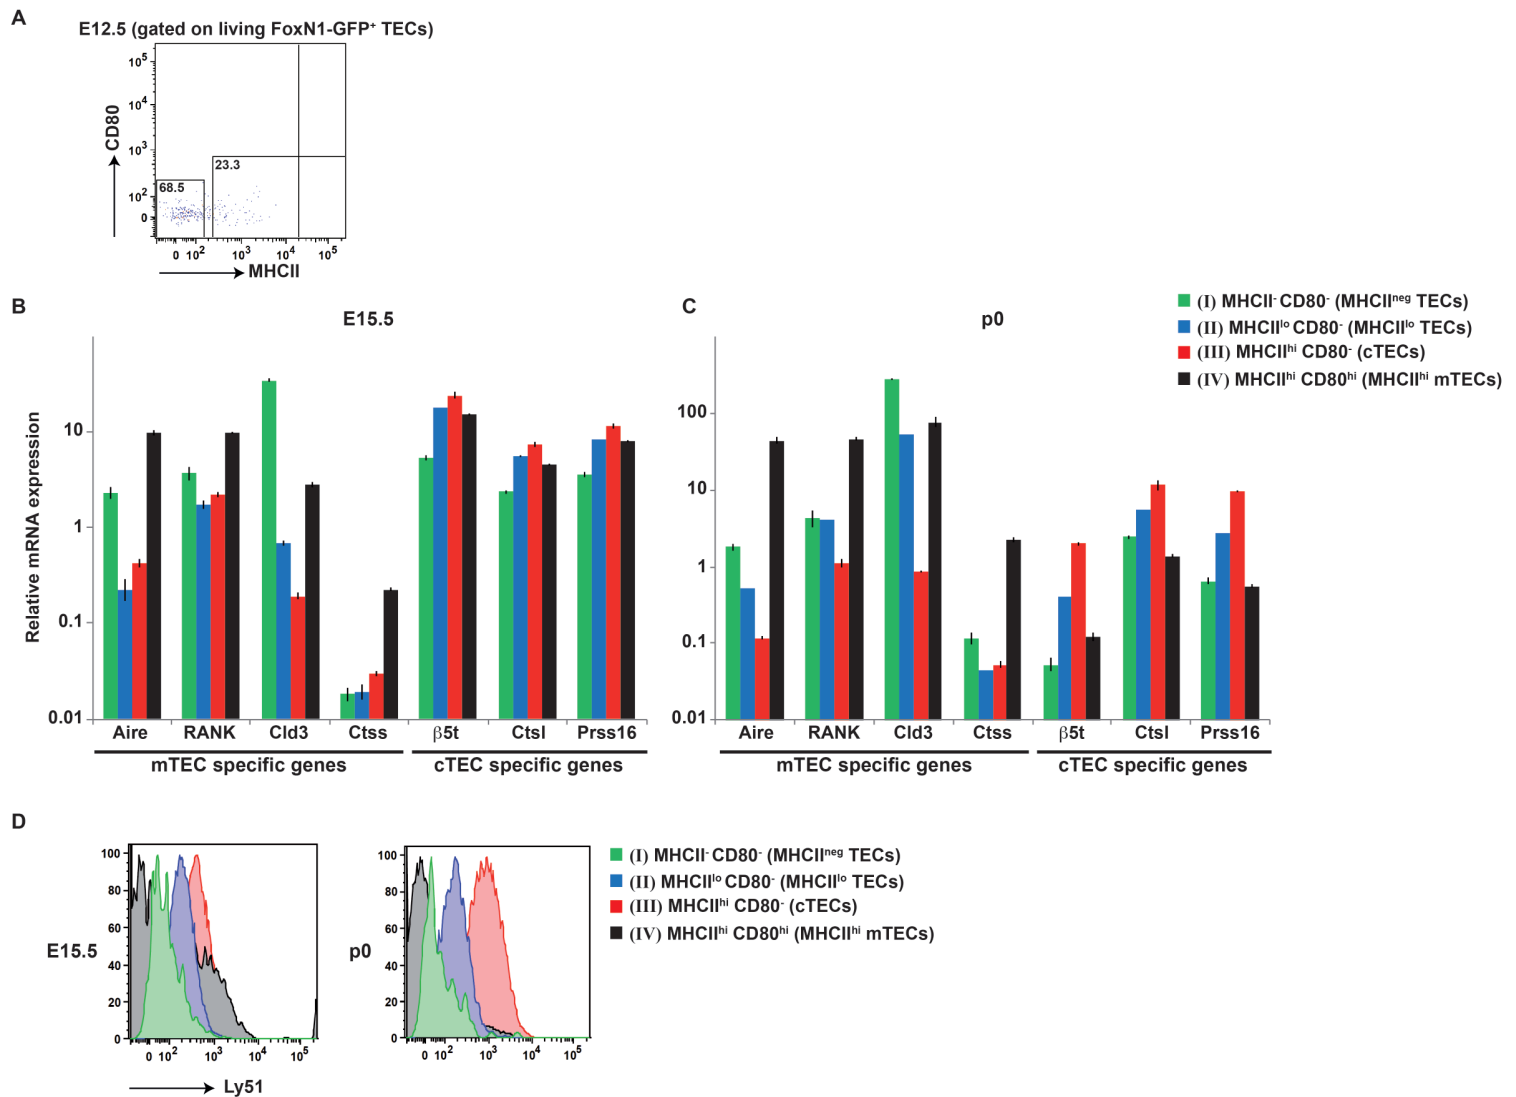 A
E12.5 (gated on living FoxN1-GFP⁺ TECs)
10⁵
10⁴
10³
10²
0
CD80
23.3
68.5
0 10² 10³ 10⁴ 10⁵
MHCII
B
E15.5
Relative mRNA expression
10
1
0.1
0.01
Aire RANK Cld3 Ctss β5t Ctsl Prss16
mTEC specific genes cTEC specific genes
C
p0
100
10
1
0.1
0.01
Aire RANK Cld3 Ctss β5t Ctsl Prss16
mTEC specific genes cTEC specific genes
(I) MHCII⁻ CD80⁻ (MHCIIⁿᵉᵍ TECs)
(II) MHCIIˡᵒ CD80⁻ (MHCIIˡᵒ TECs)
(III) MHCIIʰⁱ CD80⁻ (cTECs)
(IV) MHCIIʰⁱ CD80ʰⁱ (MHCIIʰⁱ mTECs)
D
E15.5
100
80
60
40
20
0
0 10² 10³ 10⁴ 10⁵
Ly51
p0
100
80
60
40
20
0
0 10² 10³ 10⁴ 10⁵
(I) MHCII⁻ CD80⁻ (MHCIIⁿᵉᵍ TECs)
(II) MHCIIˡᵒ CD80⁻ (MHCIIˡᵒ TECs)
(III) MHCIIʰⁱ CD80⁻ (cTECs)
(IV) MHCIIʰⁱ CD80ʰⁱ (MHCIIʰⁱ mTECs)